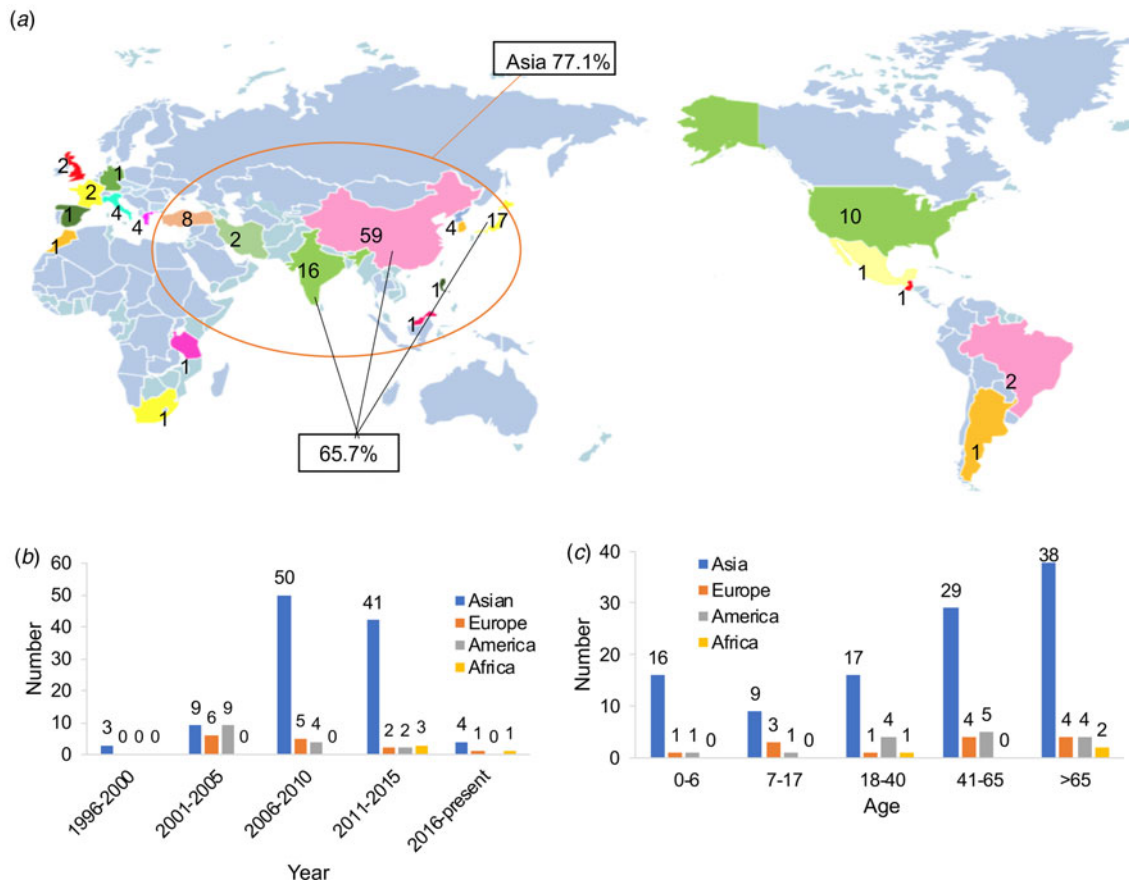 (a)
Asia 77.1%
2
1
2
1
4
4
8
1
2
59
4
17
16
1
1
1
1
65.7%
10
1
1
2
1
(b)
60
50
40
30
20
10
0
Number
3 0 0 0
9 6 9 0
50 5 4 0
41 2 2 3
4 1 0 1
Asian
Europe
America
Africa
1996-2000
2001-2005
2006-2010
2011-2015
2016-present
Year
(c)
40
30
20
10
0
Number
16 1 1 0
9 3 1 0
17 1 4 1
29 4 5 0
38 4 4 2
Asia
Europe
America
Africa
0-6 7-17 18-40 41-65 >65
Age